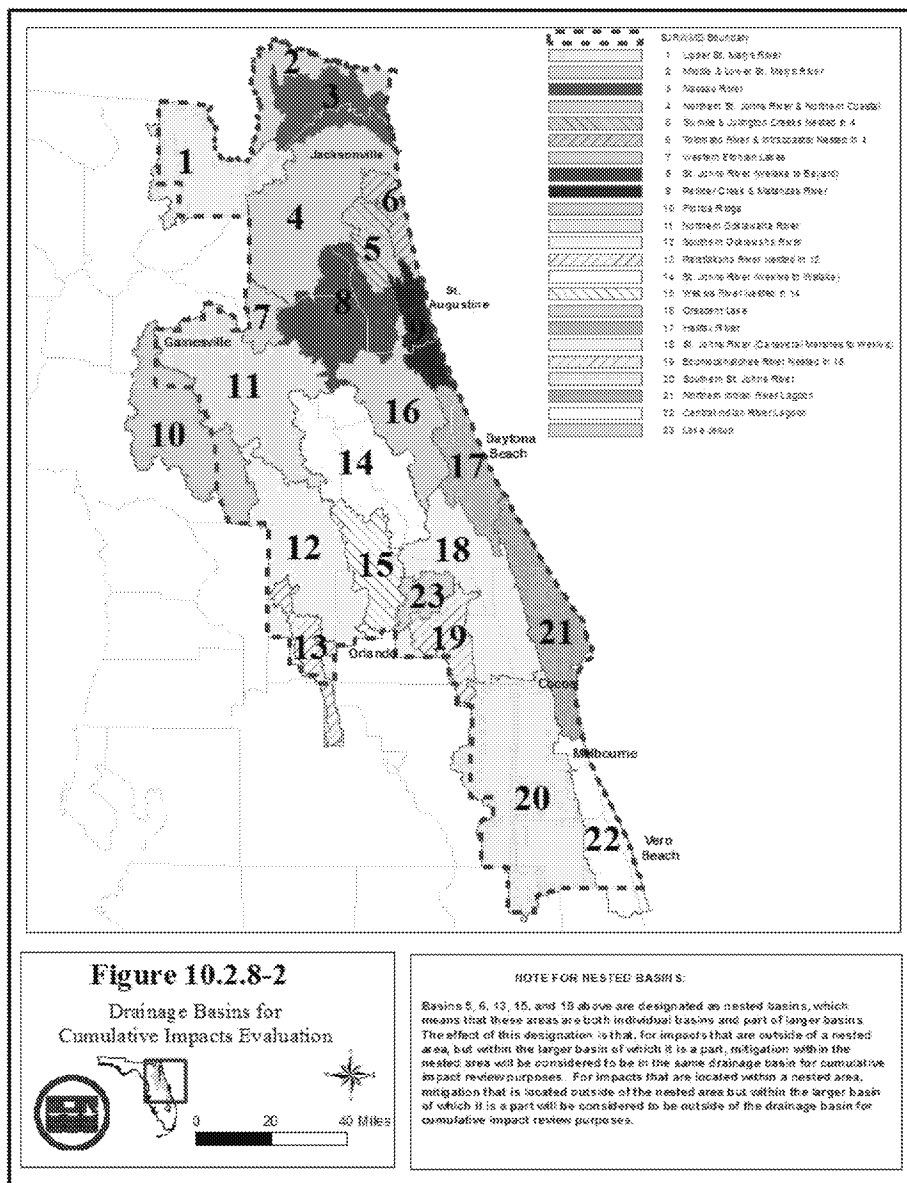 SJRWMD Boundary
1 Upper St. Marys River
2 Middle & Lower St. Marys River
3 Nassau River
4 Northern St. Johns River & Northern Coastal
5 Sixmile & Julington Creeks Nested in 4
6 Tolomato River & Intracoastal Nested in 4
7 Western Etonian Lakes
8 St. Johns River (Welaka to Bayard)
9 Pellicer Creek & Matanzas River
10 Florida Ridge
11 Northern Ocklawaha River
12 Southern Ocklawaha River
13 Palatlakaha River Nested in 12
14 St. Johns River (Wekiva to Welaka)
15 Wekiva River Nested in 14
16 Crescent Lake
17 Halifax River
18 St. Johns River (Canaveral Marshes to Wekiva)
19 Econlockhatchee River Nested in 18
20 Southern St. Johns River
21 Northern Indian River Lagoon
22 Central Indian River Lagoon
23 Lake Jesup
2
3
1
Jacksonville
4
6
5
8
St.
Augustine
7
9
Gainesville
11
16
10
14
17
Daytona
Beach
12
15
18
23
13
19
21
Orlando
Cocoa
Melbourne
20
22
Vero
Beach
Figure 10.2.8-2
Drainage Basins for
Cumulative Impacts Evaluation
0 20 40 Miles
NOTE FOR NESTED BASINS:
Basins 5, 6, 13, 15, and 19 above are designated as nested basins, which
means that these areas are both individual basins and part of larger basins.
The effect of this designation is that, for impacts that are outside of a nested
area, but within the larger basin of which it is a part, mitigation within the
nested area will be considered to be in the same drainage basin for cumulative
impact review purposes. For impacts that are located within a nested area,
mitigation that is located outside of the nested area but within the larger basin
of which it is a part will be considered to be outside of the drainage basin for
cumulative impact review purposes.